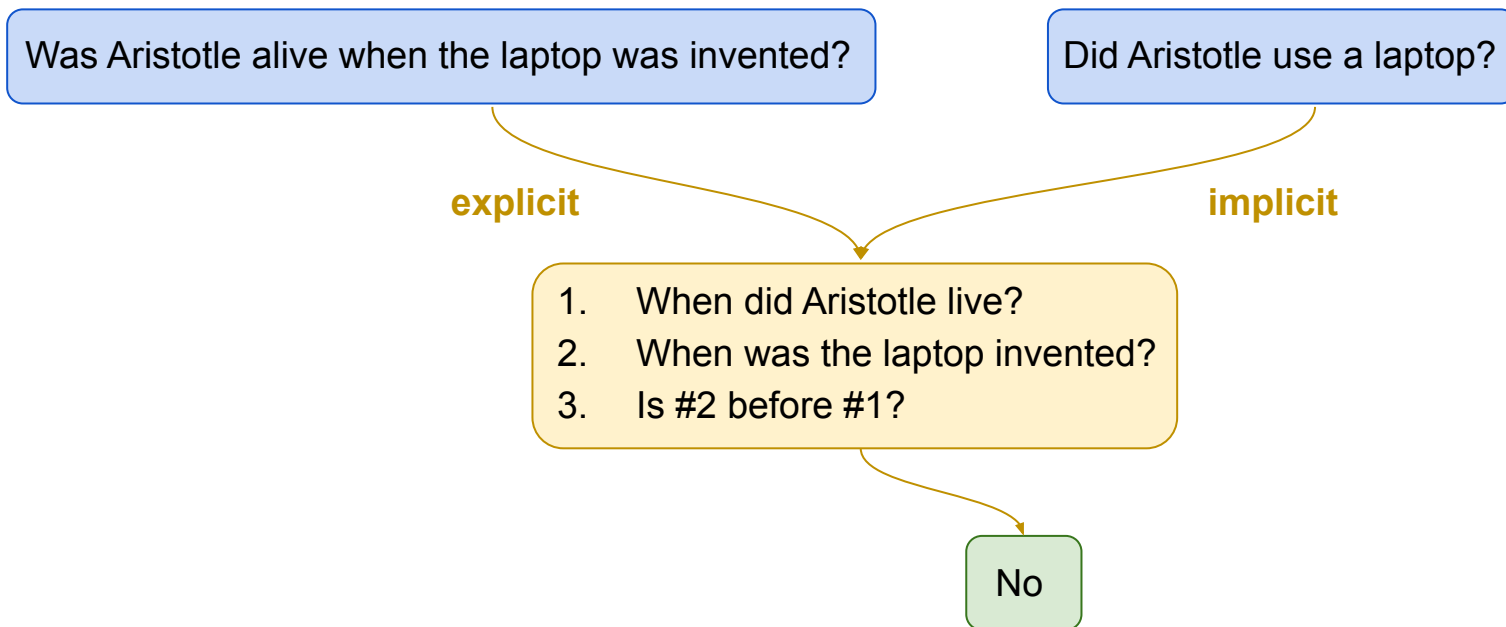 Was Aristotle alive when the laptop was invented?
Did Aristotle use a laptop?
explicit
implicit
1. When did Aristotle live?
2. When was the laptop invented?
3. Is #2 before #1?
No